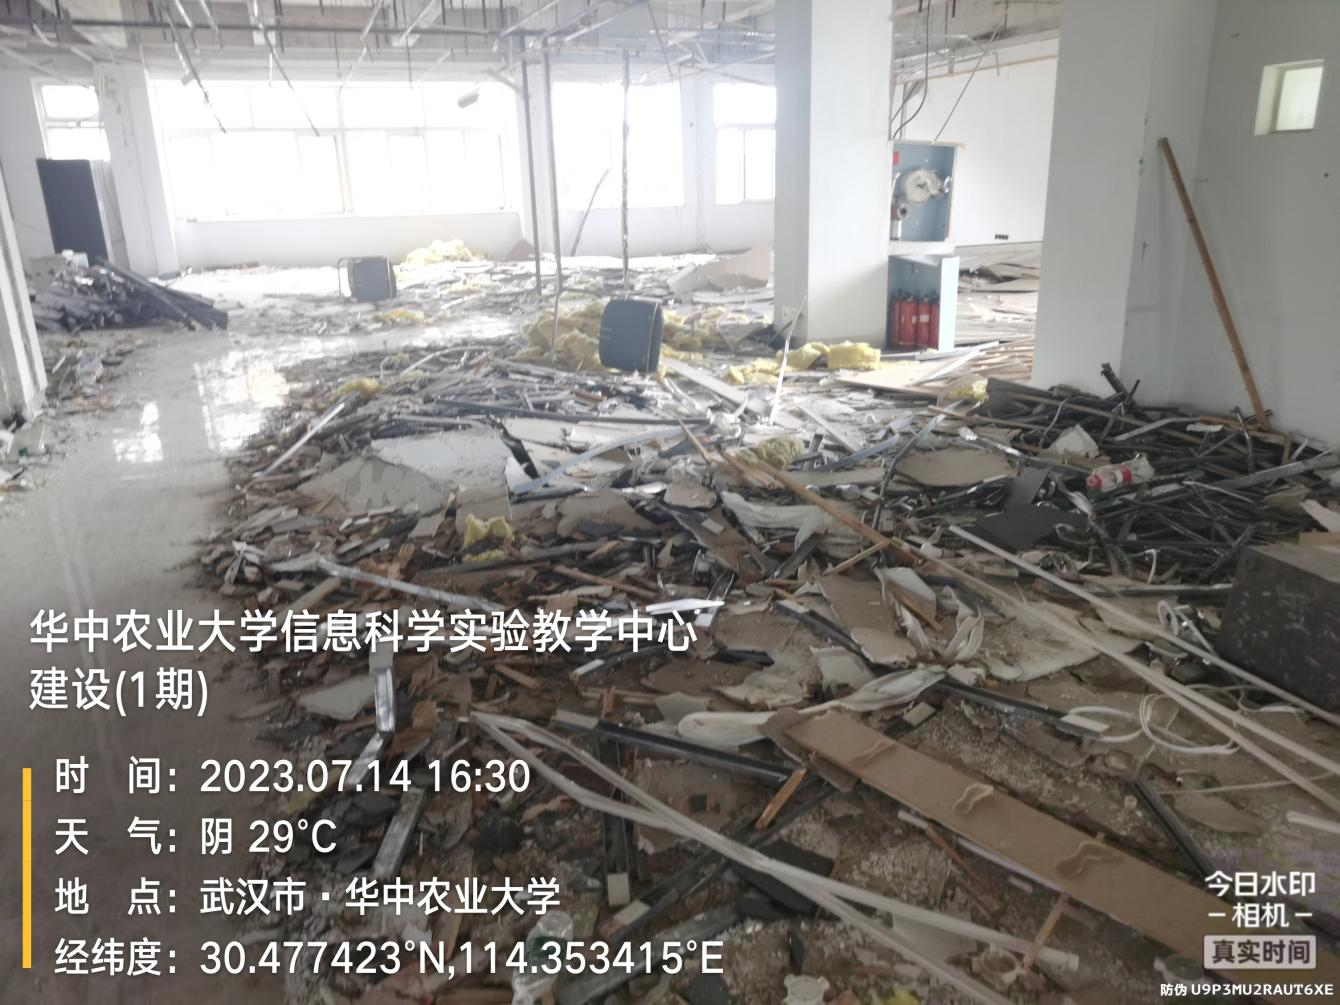 华中农业大学信息科学实验教学中心
建设(1期)
时 间：2023.07.14 16:30
天 气：阴 29°C
地 点：武汉市·华中农业大学
经纬度：30.477423°N,114.353415°E
今日水印
相机
真实时间
防伪 U9P3MU2RAUT6XE